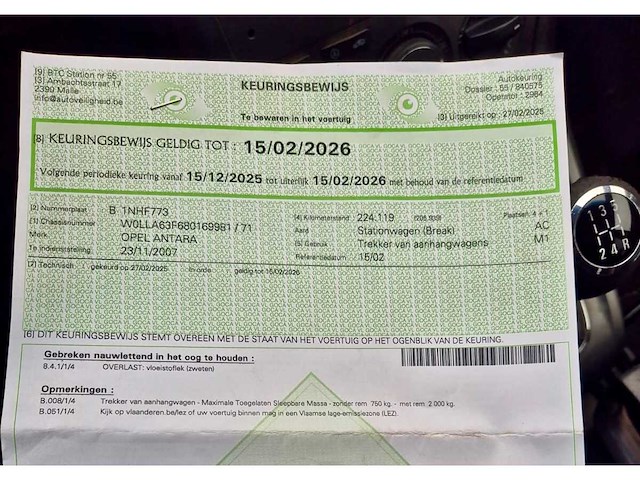 (9) BTC Station nr 55
(3) Ambachtsstraat 17
2390 Malle
info@autoveiligheid.be
KEURINGSBEWIJS
Te bewaren in het voertuig
Autokeuring
Dossier : 55 / 840575
Operator : 2984
(3) Uitgereikt op : 27/02/2025
(8) KEURINGSBEWIJS GELDIG TOT : 15/02/2026
Volgende periodieke keuring vanaf 15/12/2025 tot uiterlijk 15/02/2026 met behoud van de referentiedatum
(2) Nummerplaat B 1NHF773
(1) Chassisnummer W0LLA63F680169981 / 71
Merk OPEL ANTARA
1e indienststelling 23/11/2007
(4) Kilometerstand 224.119 Plaatsen 4 + 1
Aard Stationwagen (Break) AC
(5) Gebruik Trekker van aanhangwagens M1
Referentiedatum 15/02
(7) Technisch : gekeurd op 27/02/2025 In orde geldig tot 15/02/2026
(6) DIT KEURINGSBEWIJS STEMT OVEREEN MET DE STAAT VAN HET VOERTUIG OP HET OGENBLIK VAN DE KEURING.
Gebreken nauwlettend in het oog te houden :
8.4.1/1/4 OVERLAST: vloeistoflek (zweten)
Opmerkingen :
B.008/1/4 Trekker van aanhangwagen - Maximale Toegelaten Sleepbare Massa - zonder rem 750 kg. - met rem 2.000 kg.
B.051/1/4 Kijk op vlaanderen.be/lez of uw voertuig binnen mag in een Vlaamse lage-emissiezone (LEZ).
1 3 5
2 4 R